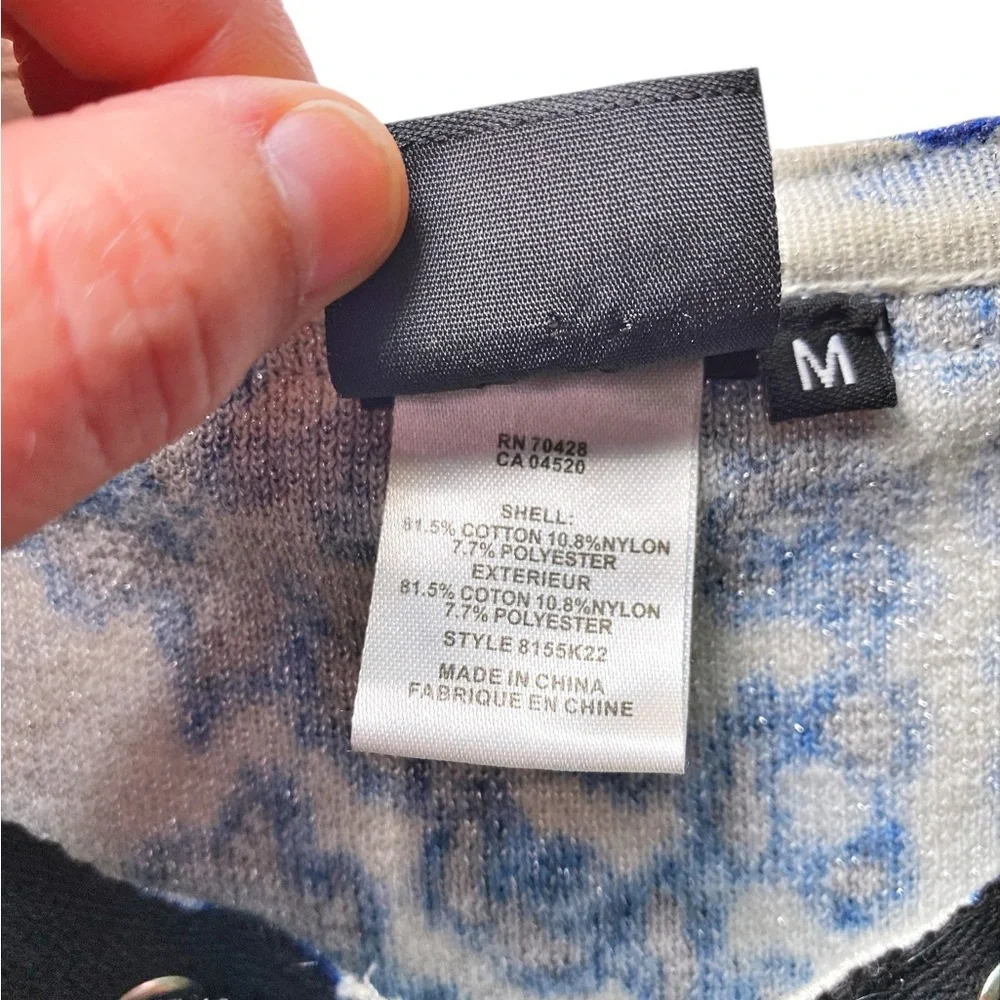 M
RN 70428
CA 04520
SHELL:
81.5% COTTON 10.8%NYLON
7.7% POLYESTER
EXTERIEUR
81.5% COTON 10.8%NYLON
7.7% POLYESTER
STYLE 8155K22
MADE IN CHINA
FABRIQUE EN CHINE